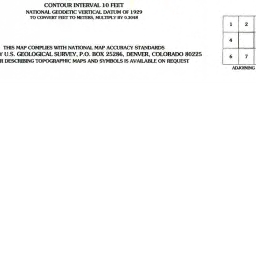 CONTOUR INTERVAL 10 FEET
NATIONAL GEODETIC VERTICAL DATUM OF 1929
TO CONVERT FEET TO METERS, MULTIPLY BY 0.3048
THIS MAP COMPLIES WITH NATIONAL MAP ACCURACY STANDARDS
Y U.S. GEOLOGICAL SURVEY, P.O. BOX 25286, DENVER, COLORADO 80225
R DESCRIBING TOPOGRAPHIC MAPS AND SYMBOLS IS AVAILABLE ON REQUEST
1 2
4
6 7
ADJOINING